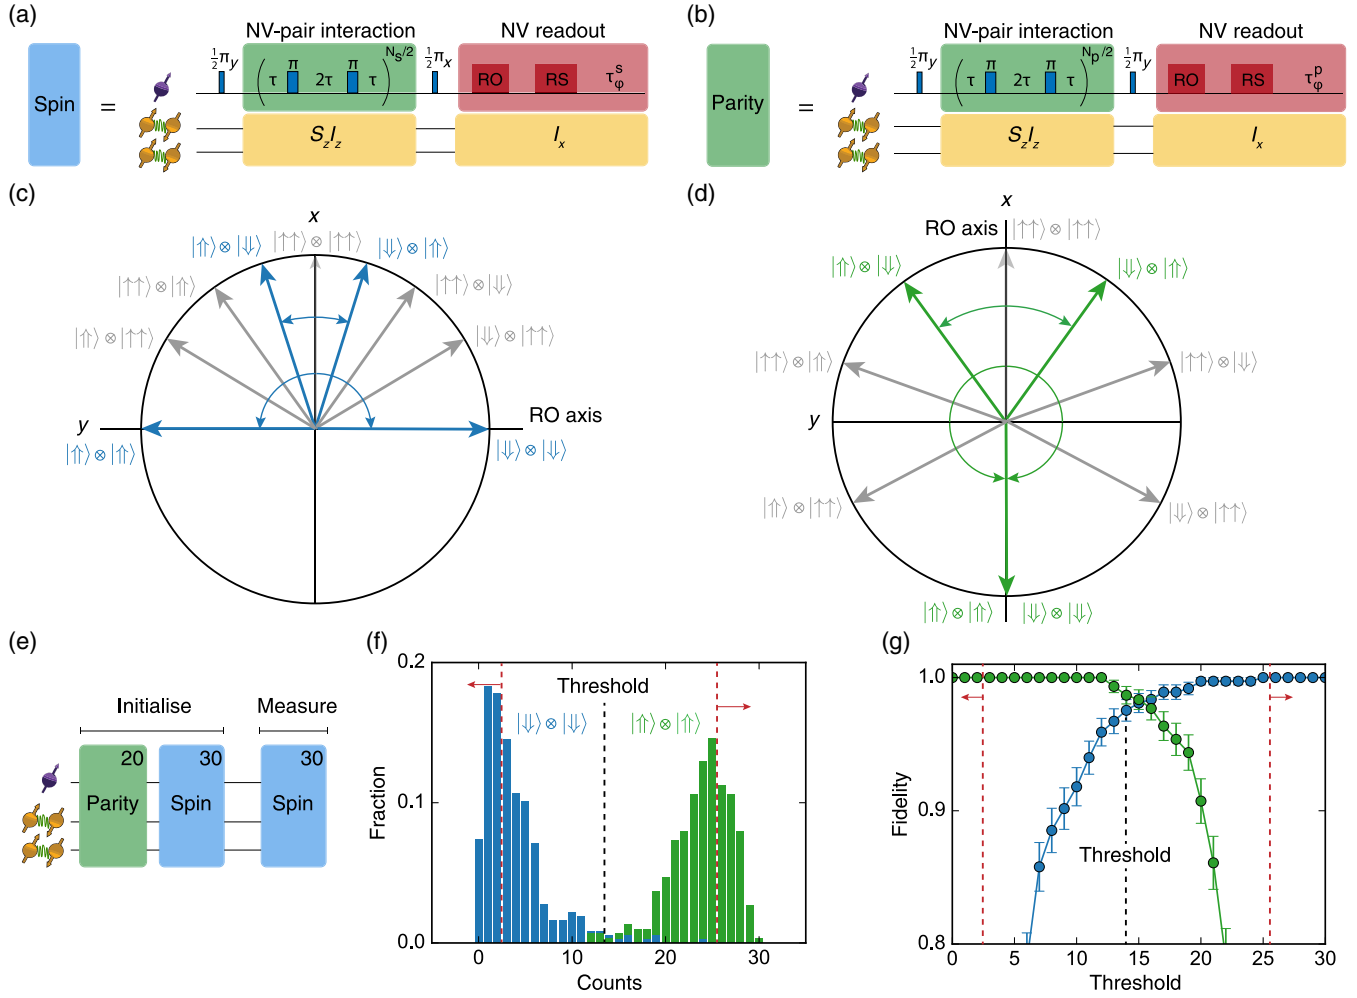 (a)
NV-pair interaction
NV readout
Spin
=
½πy
(τ π 2τ π τ)^Ns/2
½πx
RO
RS
τφ^s
SzIz
Ix
(b)
NV-pair interaction
NV readout
Parity
=
½πy
(τ π 2τ π τ)^Np/2
½πy
RO
RS
τφ^p
SzIz
Ix
(c)
x
|⇑⟩⊗|⇓⟩
|↑↑⟩⊗|↑↑⟩
|⇓⟩⊗|⇑⟩
|↑↑⟩⊗|⇑⟩
|↑↑⟩⊗|⇓⟩
|⇑⟩⊗|↑↑⟩
|⇓⟩⊗|↑↑⟩
y
RO axis
|⇑⟩⊗|⇑⟩
|⇓⟩⊗|⇓⟩
(d)
x
RO axis
|↑↑⟩⊗|↑↑⟩
|⇑⟩⊗|⇓⟩
|⇓⟩⊗|⇑⟩
|↑↑⟩⊗|⇑⟩
|↑↑⟩⊗|⇓⟩
y
|⇑⟩⊗|↑↑⟩
|⇓⟩⊗|↑↑⟩
|⇑⟩⊗|⇑⟩
|⇓⟩⊗|⇓⟩
(e)
Initialise
Measure
20
30
30
Parity
Spin
Spin
(f)
0.2
Threshold
|⇓⟩⊗|⇓⟩
|⇑⟩⊗|⇑⟩
Fraction
0.1
0.0
0
10
20
30
Counts
(g)
1.0
Fidelity
0.9
Threshold
0.8
0
5
10
15
20
25
30
Threshold